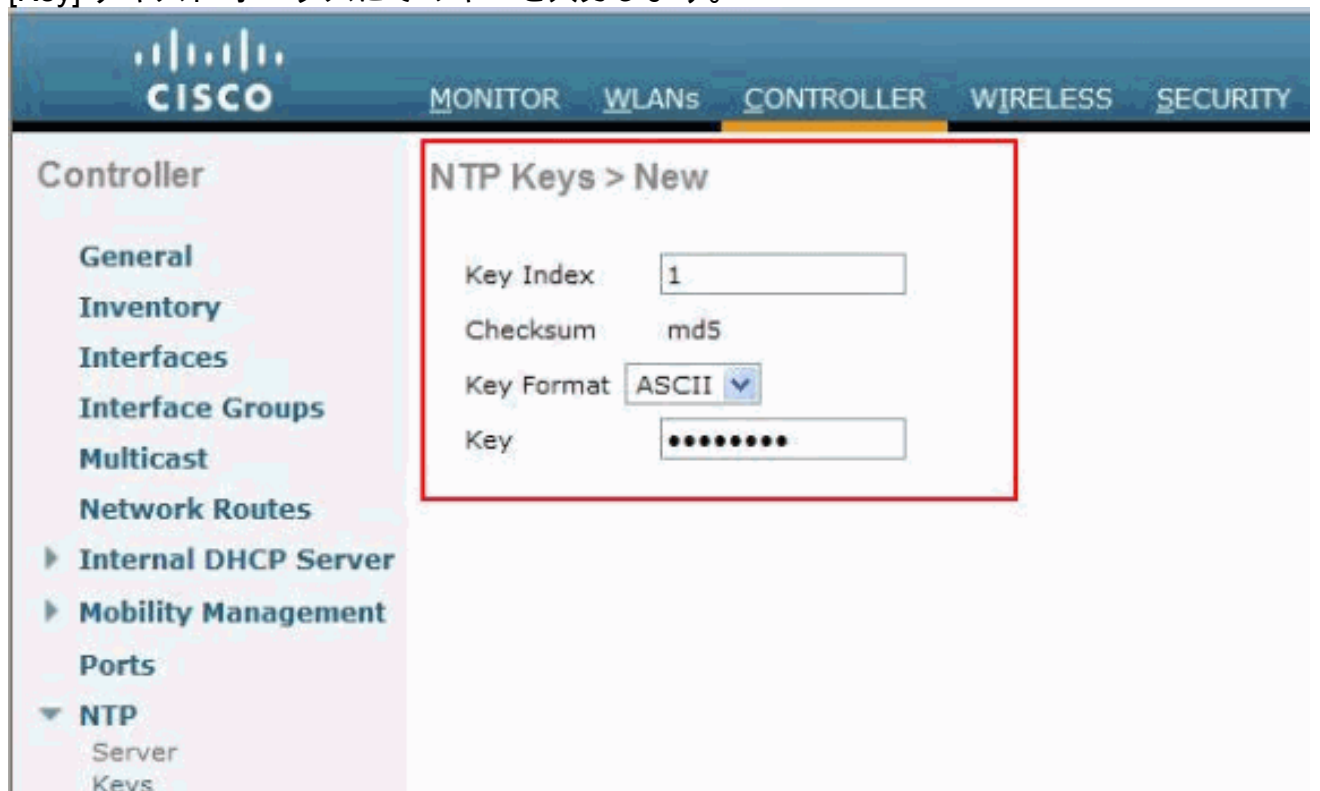 [Key]
CISCO
MONITOR WLANs CONTROLLER WIRELESS SECURITY
Controller
General
Inventory
Interfaces
Interface Groups
Multicast
Network Routes
Internal DHCP Server
Mobility Management
Ports
NTP
Server
Keys
NTP Keys > New
Key Index 1
Checksum md5
Key Format ASCII
Key ••••••••